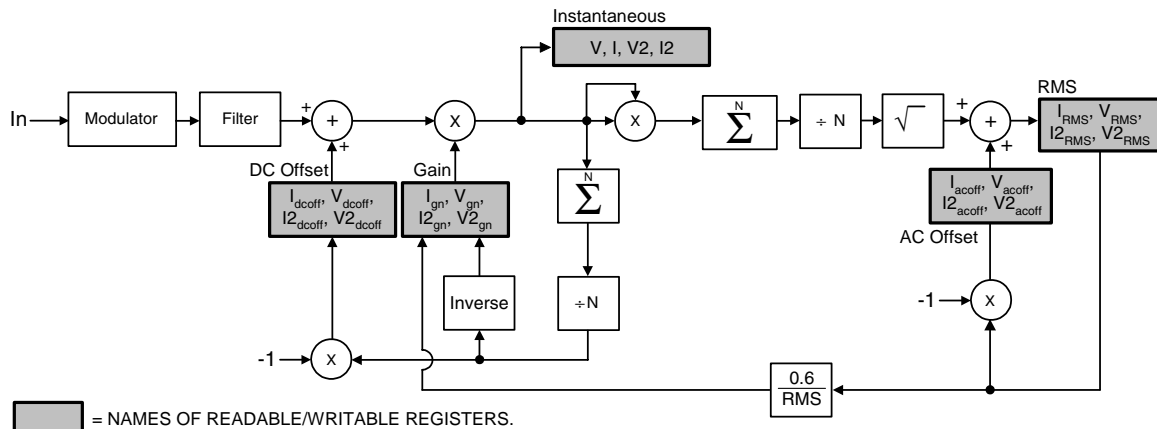 Instantaneous
V, I, V2, I2
In
Modulator
Filter
+
+
+
DC Offset
I_dcoff, V_dcoff,
I2_dcoff, V2_dcoff
X
Gain
I_gn, V_gn,
I2_gn, V2_gn
X
N
∑
÷ N
√
+
+
+
RMS
I_RMS, V_RMS,
I2_RMS, V2_RMS
N
∑
÷N
Inverse
-1
X
I_acoff, V_acoff,
I2_acoff, V2_acoff
AC Offset
-1
X
0.6
RMS
= NAMES OF READABLE/WRITABLE REGISTERS.